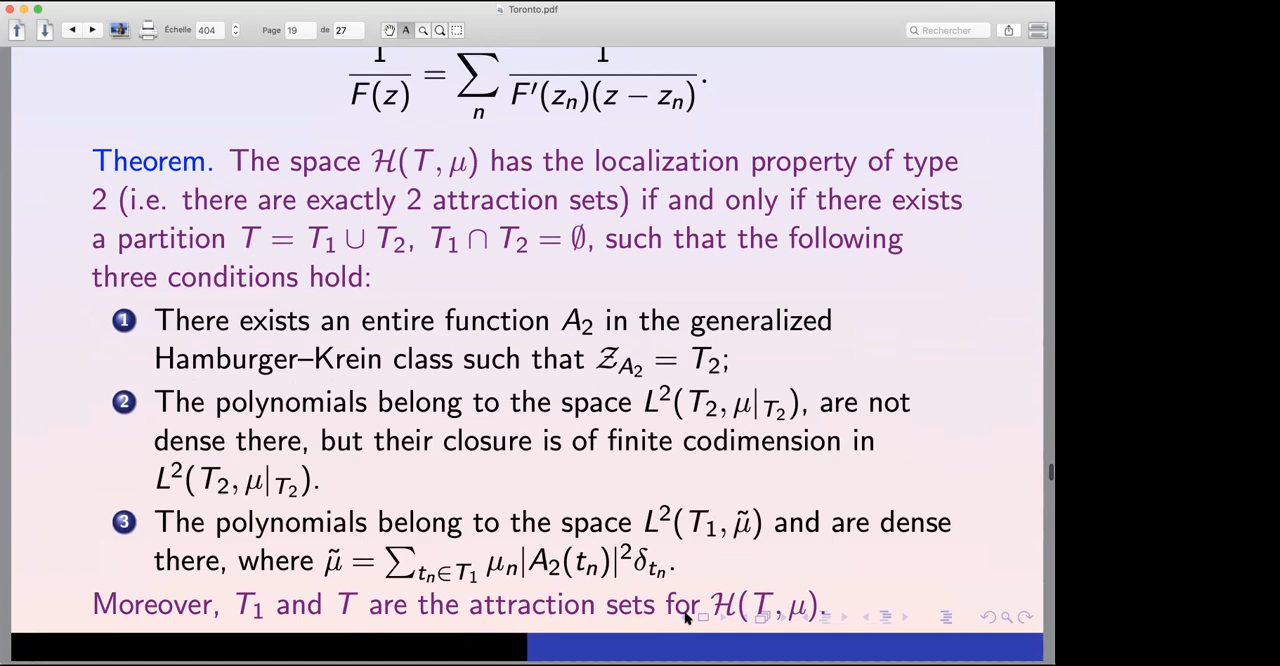 Toronto.pdf
Échelle 404 Page 19 de 27 Rechercher
1/F(z) = ∑_n 1/(F′(z_n)(z − z_n)).
Theorem. The space ℋ(T, μ) has the localization property of type
2 (i.e. there are exactly 2 attraction sets) if and only if there exists
a partition T = T₁ ∪ T₂, T₁ ∩ T₂ = ∅, such that the following
three conditions hold:
1 There exists an entire function A₂ in the generalized
Hamburger–Krein class such that 𝒵_{A₂} = T₂;
2 The polynomials belong to the space L²(T₂, μ|_{T₂}), are not
dense there, but their closure is of finite codimension in
L²(T₂, μ|_{T₂}).
3 The polynomials belong to the space L²(T₁, μ̃) and are dense
there, where μ̃ = ∑_{t_n∈T₁} μ_n|A₂(t_n)|²δ_{t_n}.
Moreover, T₁ and T are the attraction sets for ℋ(T, μ).